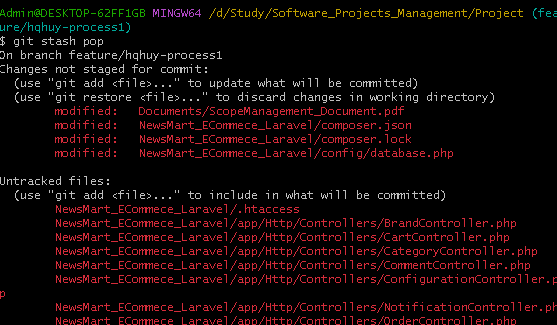 Admin@DESKTOP-62FF1GB MINGW64 /d/Study/Software_Projects_Management/Project (fea
ure/hqhuy-process1)
$ git stash pop
On branch feature/hqhuy-process1
Changes not staged for commit:
  (use "git add <file>..." to update what will be committed)
  (use "git restore <file>..." to discard changes in working directory)
        modified:   Documents/ScopeManagement_Document.pdf
        modified:   NewsMart_ECommece_Laravel/composer.json
        modified:   NewsMart_ECommece_Laravel/composer.lock
        modified:   NewsMart_ECommece_Laravel/config/database.php
Untracked files:
  (use "git add <file>..." to include in what will be committed)
        NewsMart_ECommece_Laravel/.htaccess
        NewsMart_ECommece_Laravel/app/Http/Controllers/BrandController.php
        NewsMart_ECommece_Laravel/app/Http/Controllers/CartController.php
        NewsMart_ECommece_Laravel/app/Http/Controllers/CategoryController.php
        NewsMart_ECommece_Laravel/app/Http/Controllers/CommentController.php
        NewsMart_ECommece_Laravel/app/Http/Controllers/ConfigurationController.p
p
        NewsMart_ECommece_Laravel/app/Http/Controllers/NotificationController.ph
        NewsMart_ECommece_Laravel/app/Http/Controllers/OrderController.php